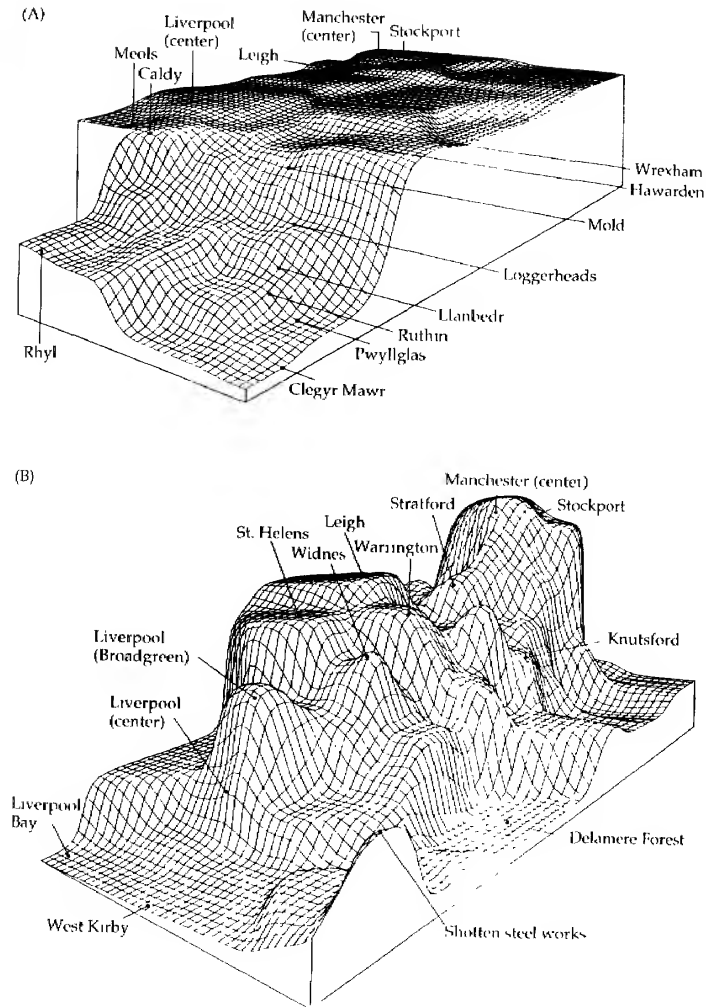 (A)
Liverpool
(center)
Manchester
(center)
Stockport
Meols
Leigh
Caldy
Wrexham
Hawarden
Mold
Loggerheads
Llanbedr
Ruthin
Pwyllglas
Rhyl
Clegyr Mawr
(B)
Manchester (center)
Stratford
Stockport
Leigh
St. Helens
Widnes
Warrington
Liverpool
(Broadgreen)
Knutsford
Liverpool
(center)
Liverpool
Bay
Delamere Forest
West Kirby
Shotten steel works